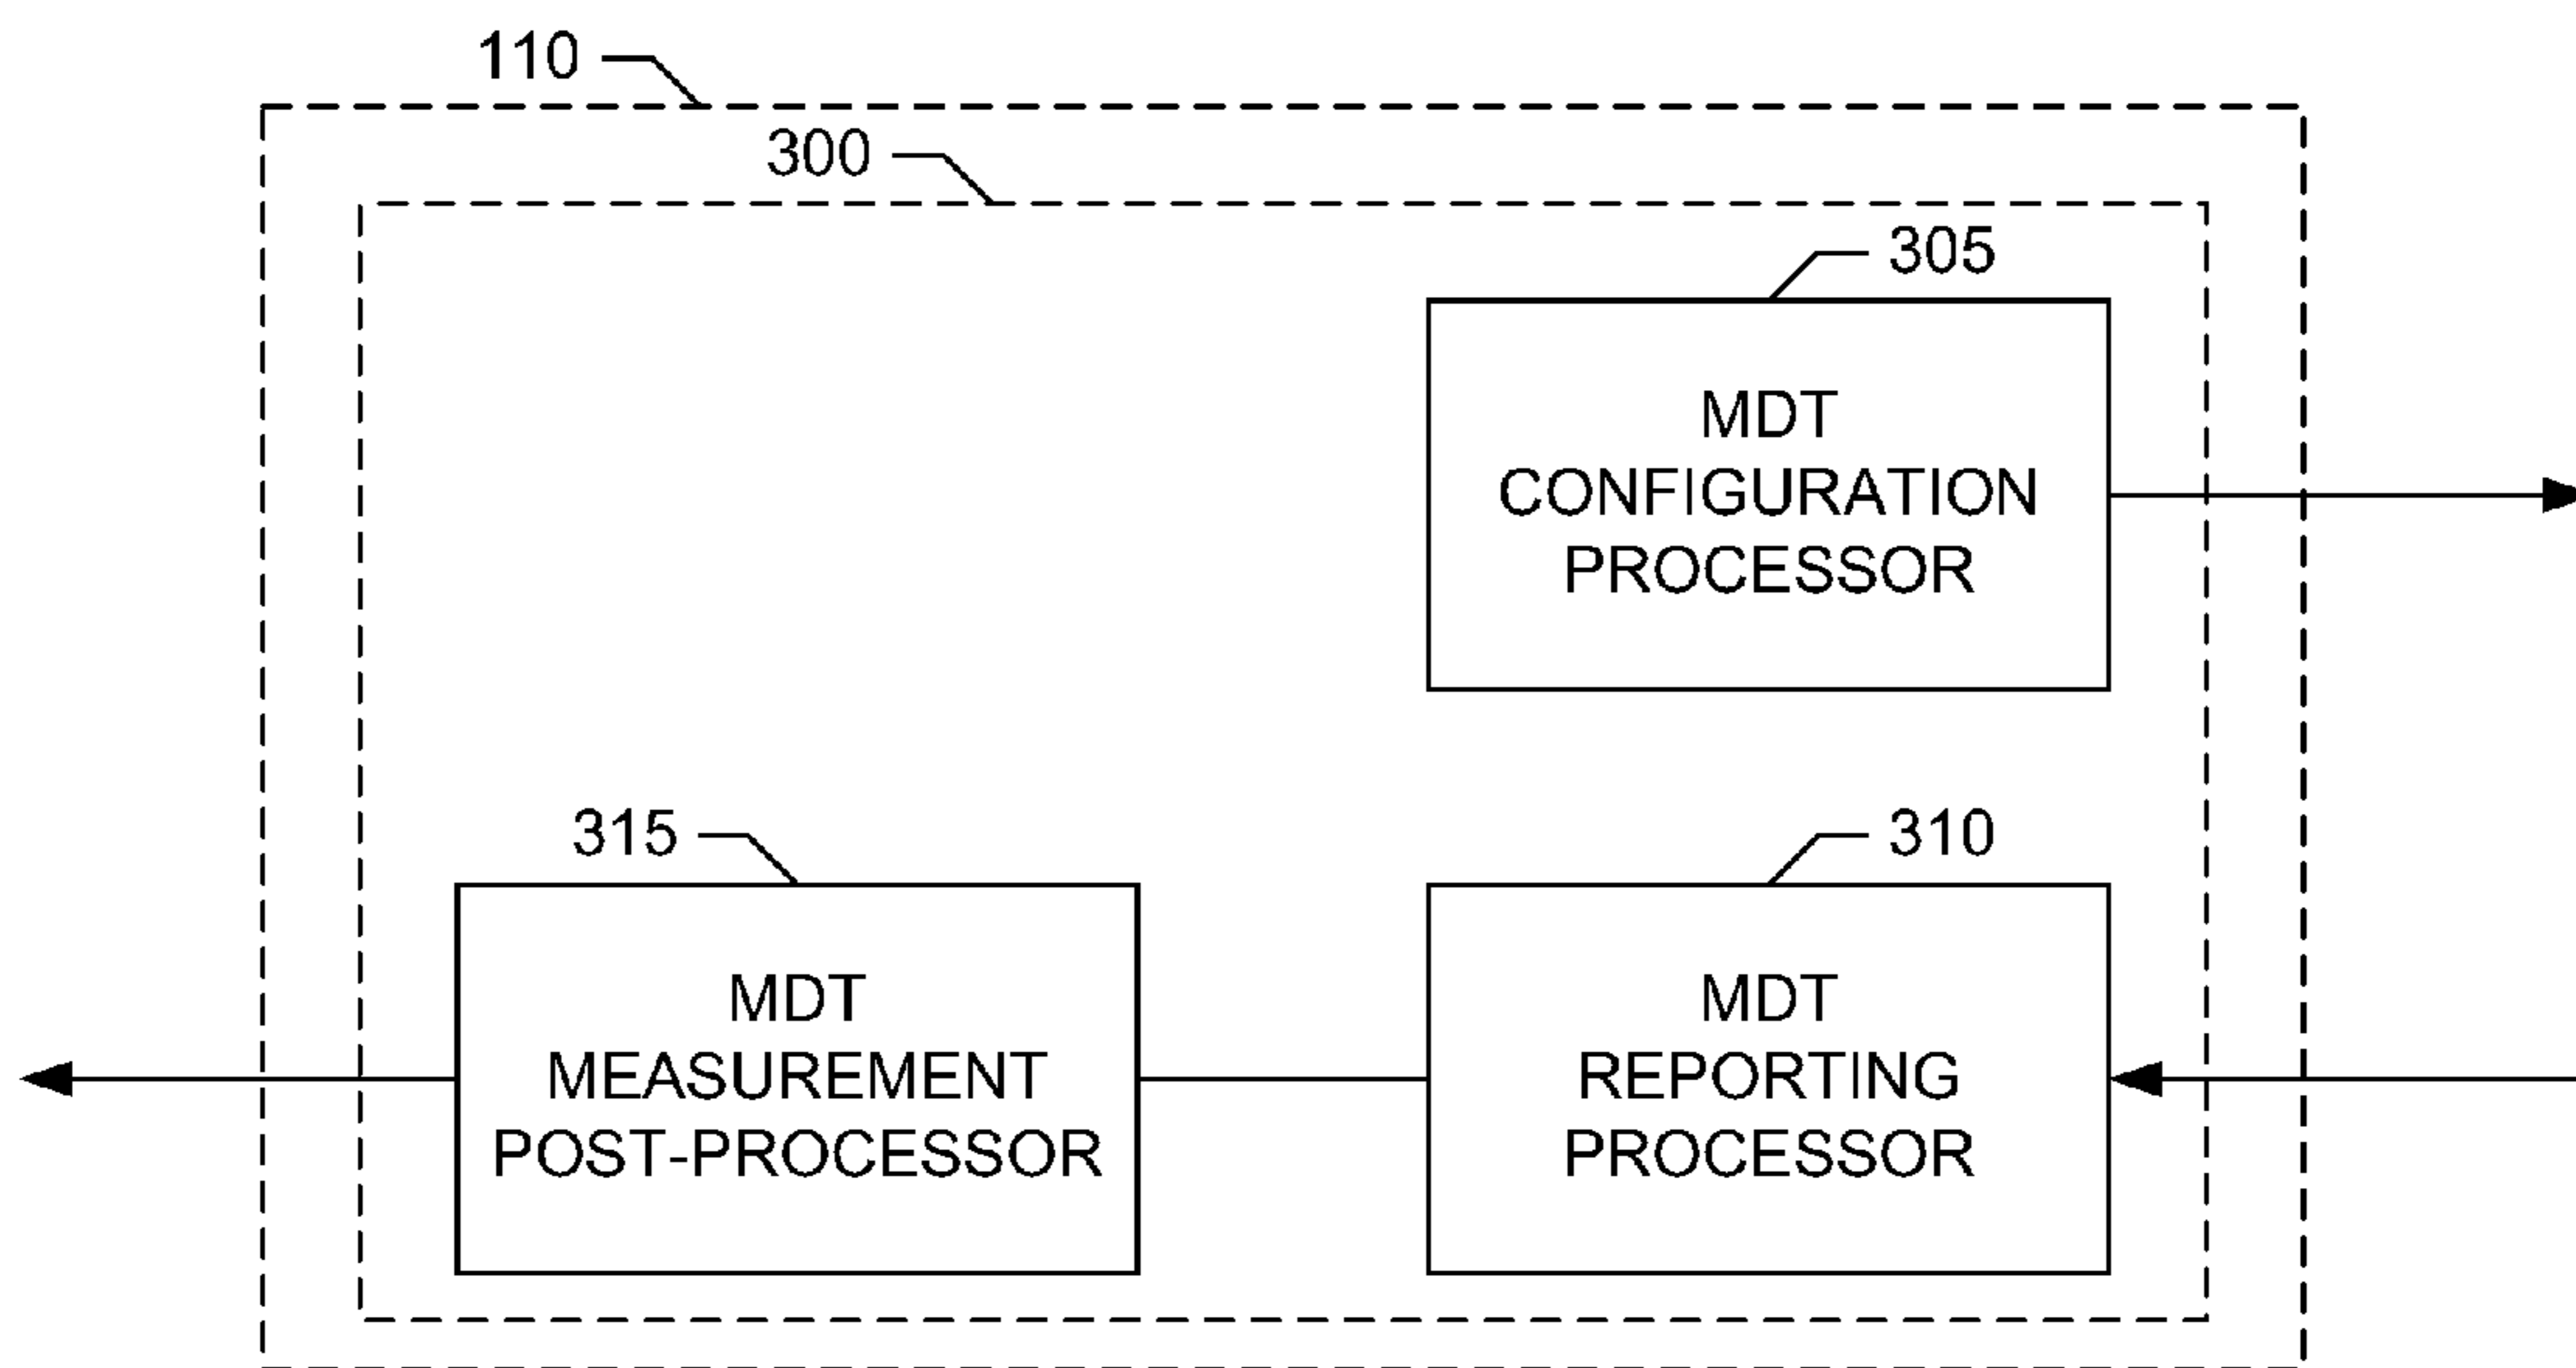 110
300
305
MDT
CONFIGURATION
PROCESSOR
315
310
MDT
MEASUREMENT
POST-PROCESSOR
MDT
REPORTING
PROCESSOR